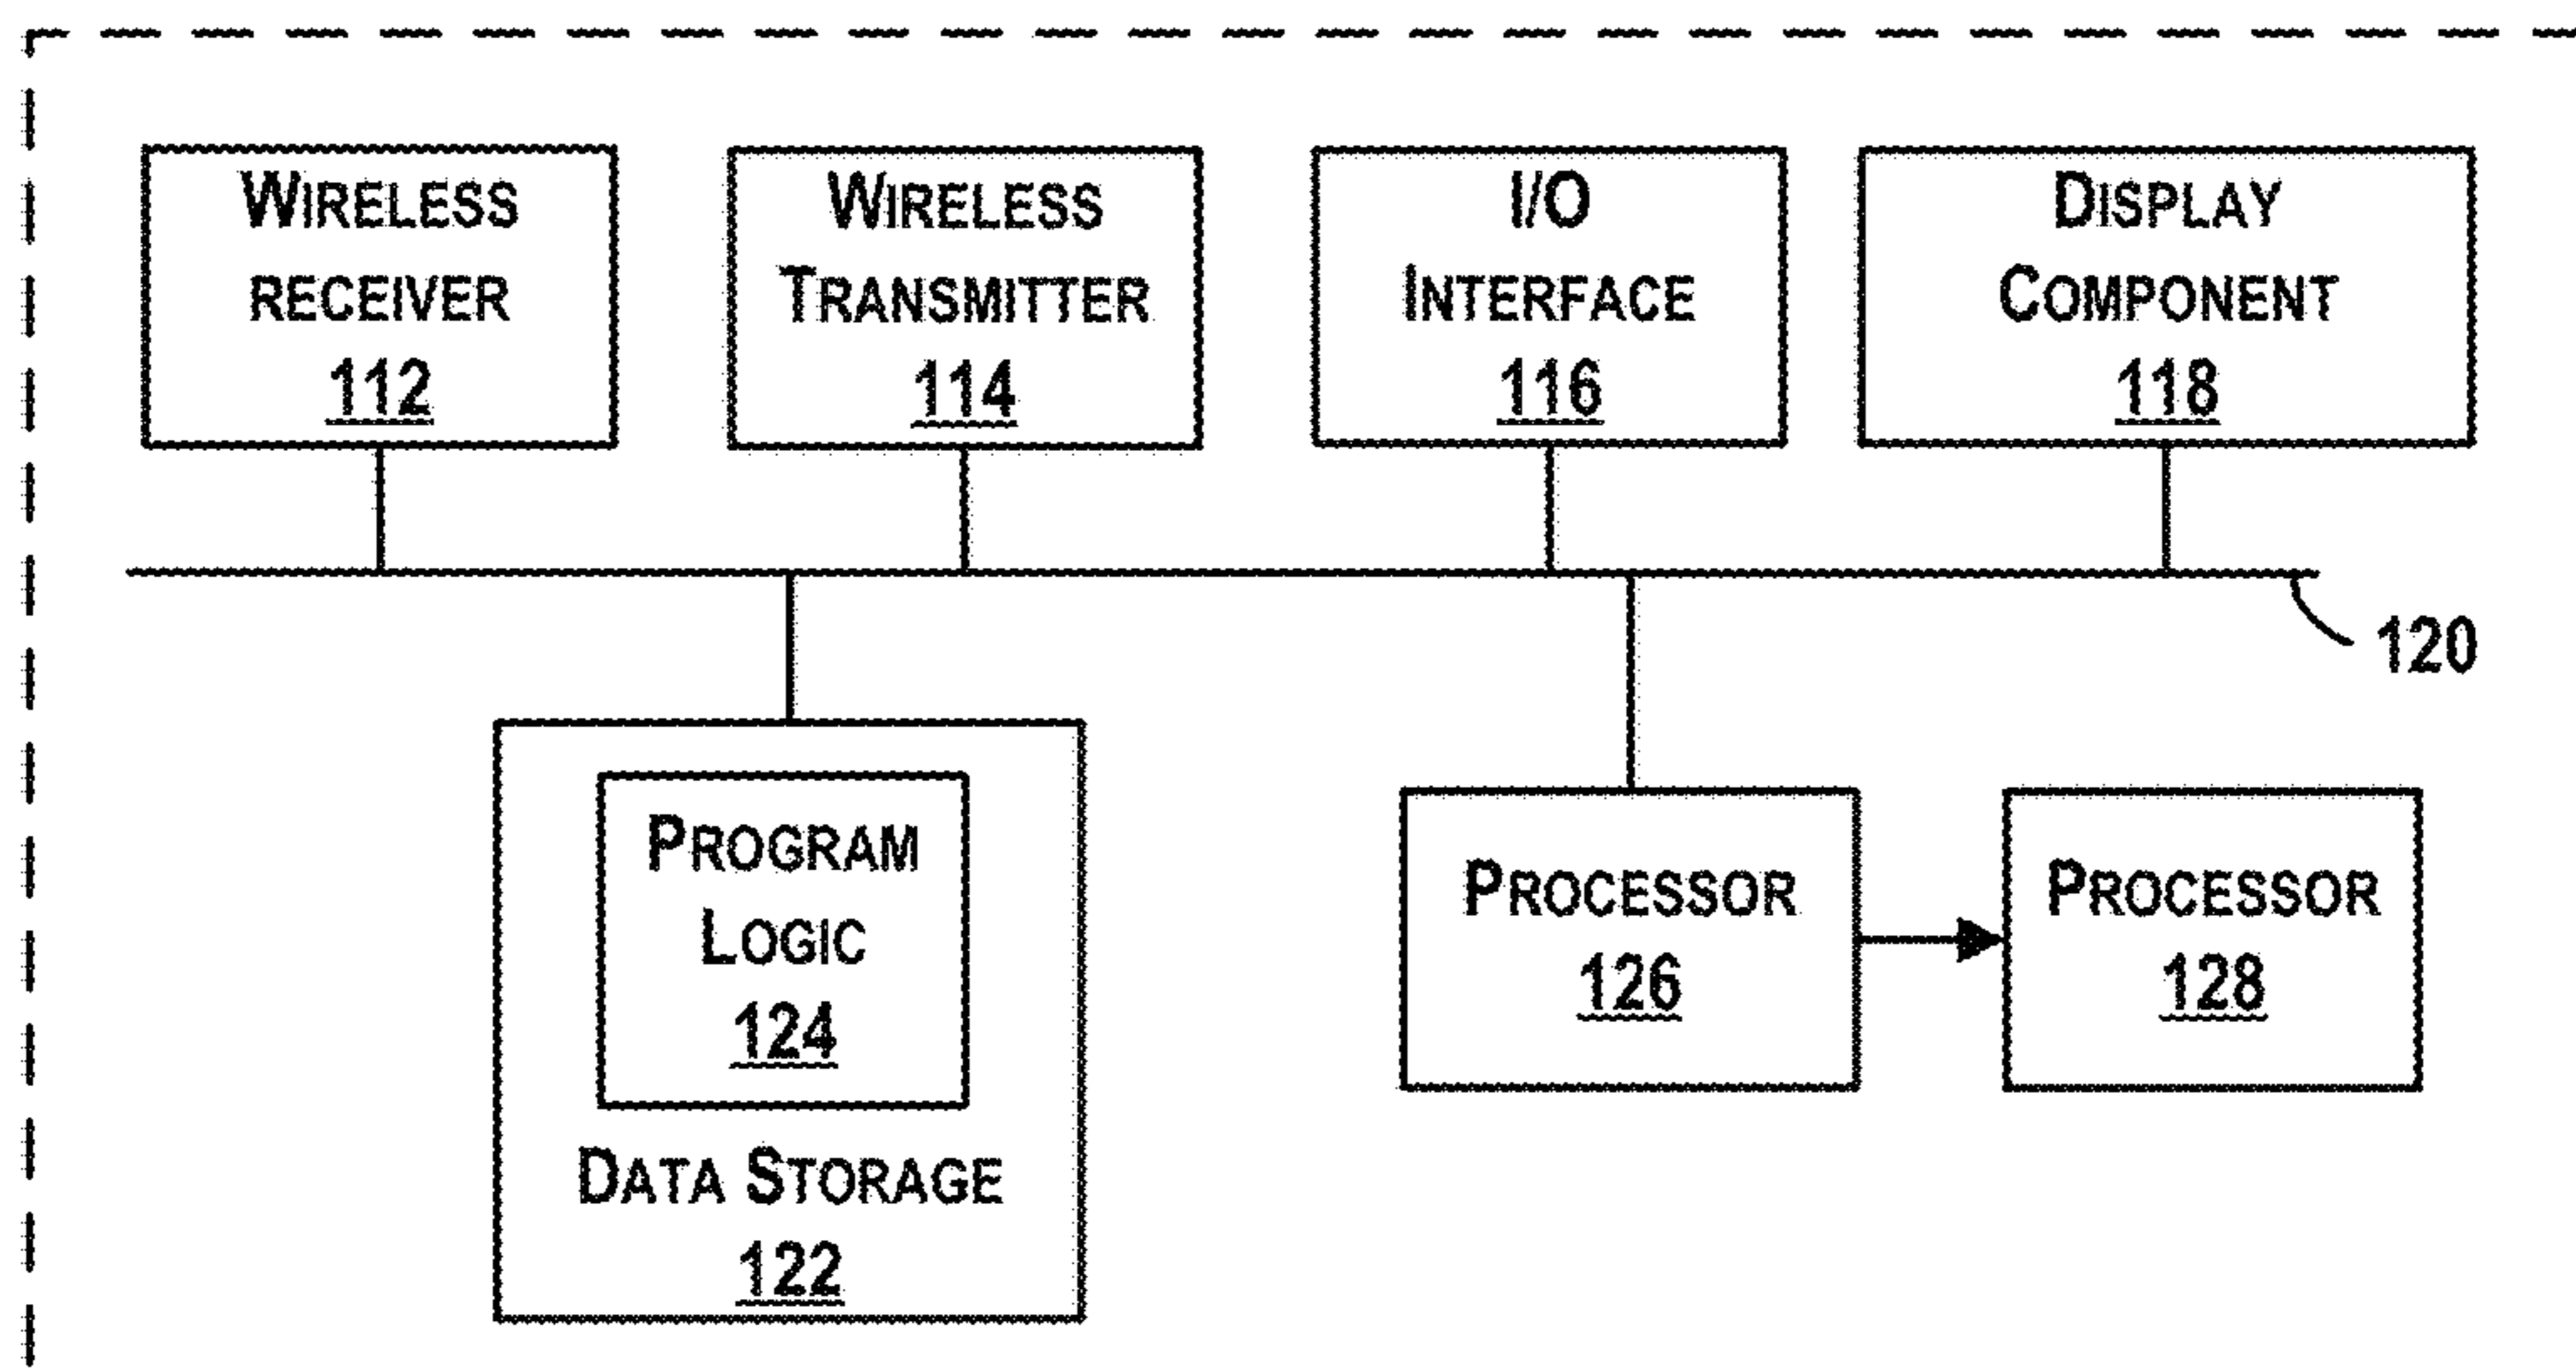 WIRELESS
RECEIVER
112
WIRELESS
TRANSMITTER
114
I/O
INTERFACE
116
DISPLAY
COMPONENT
118
120
PROGRAM
LOGIC
124
DATA STORAGE
122
PROCESSOR
126
PROCESSOR
128